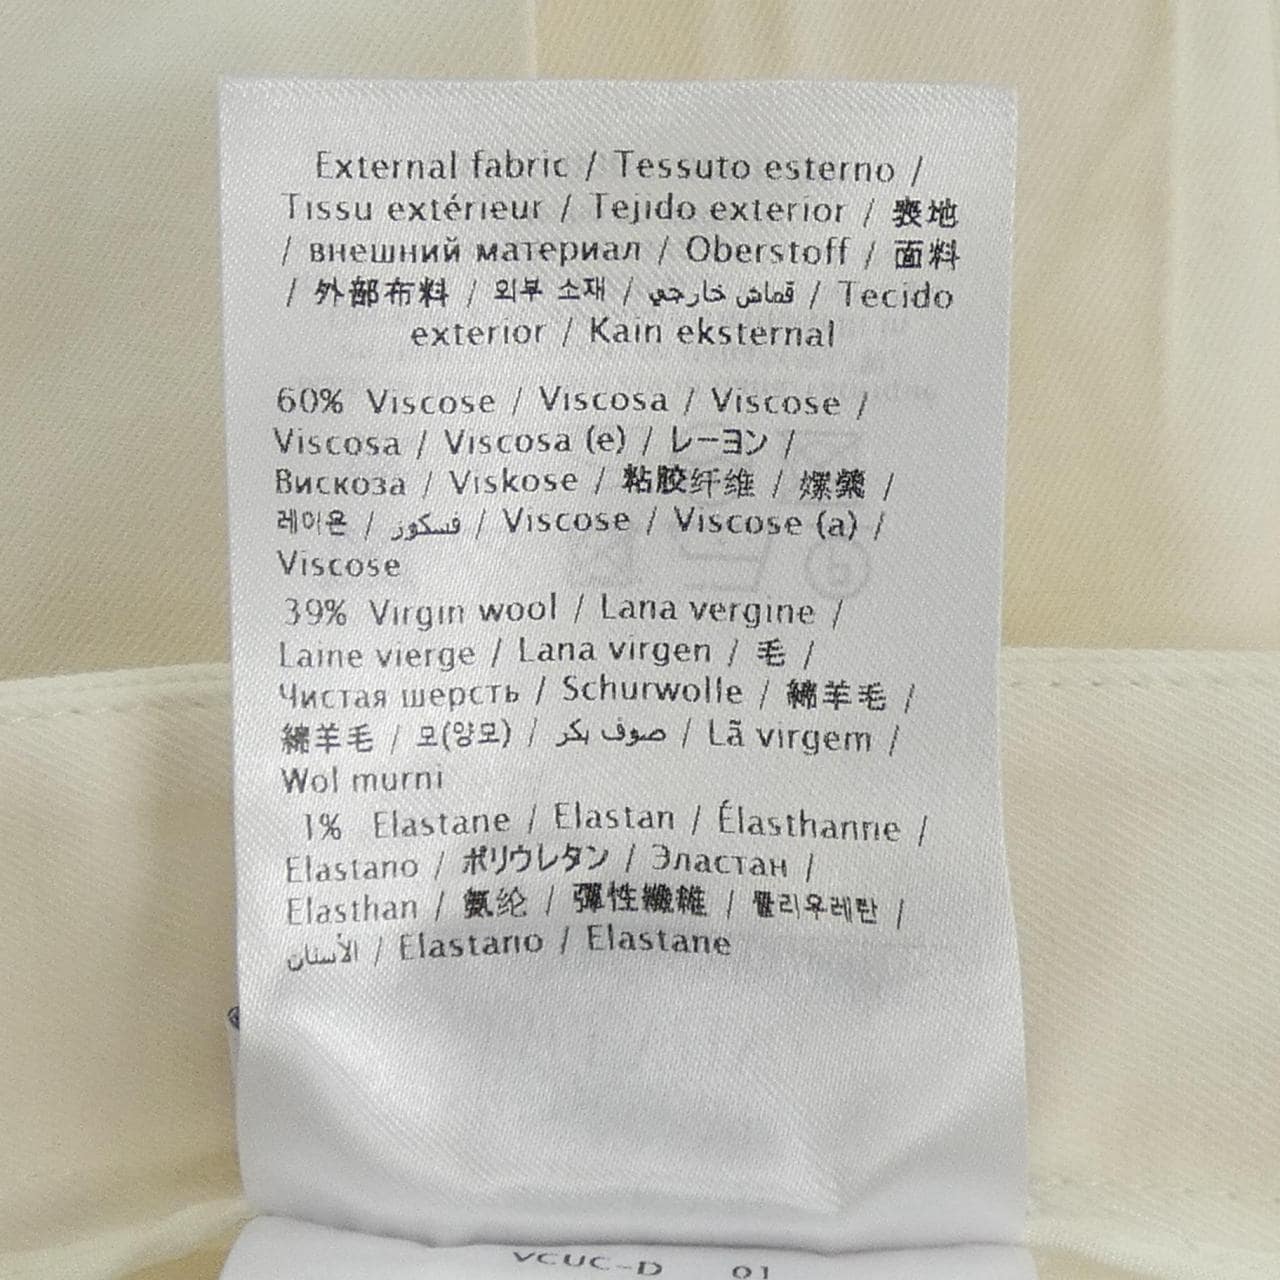 External fabric / Tessuto esterno /
Tissu extérieur / Tejido exterior / 表地
/ внешний материал / Oberstoff / 面料
/ 外部布料 / 외부 소재 / قماش خارجي / Tecido
exterior / Kain eksternal
60% Viscose / Viscosa / Viscose /
Viscosa / Viscosa (e) / レーヨン /
Вискоза / Viskose / 粘胶纤维 / 嫘縈 /
레이온 / فسكوز / Viscose / Viscose (a) /
Viscose
39% Virgin wool / Lana vergine /
Laine vierge / Lana virgen / 毛 /
Чистая шерсть / Schurwolle / 綿羊毛 /
綿羊毛 / 모(양모) / صوف بكر / Lã virgem /
Wol murni
1% Elastane / Elastan / Élasthanne /
Elastano / ポリウレタン / Эластан /
Elasthan / 氨纶 / 彈性纖維 / 폴리우레탄 /
الأستان / Elastano / Elastane
VCUC-D 01